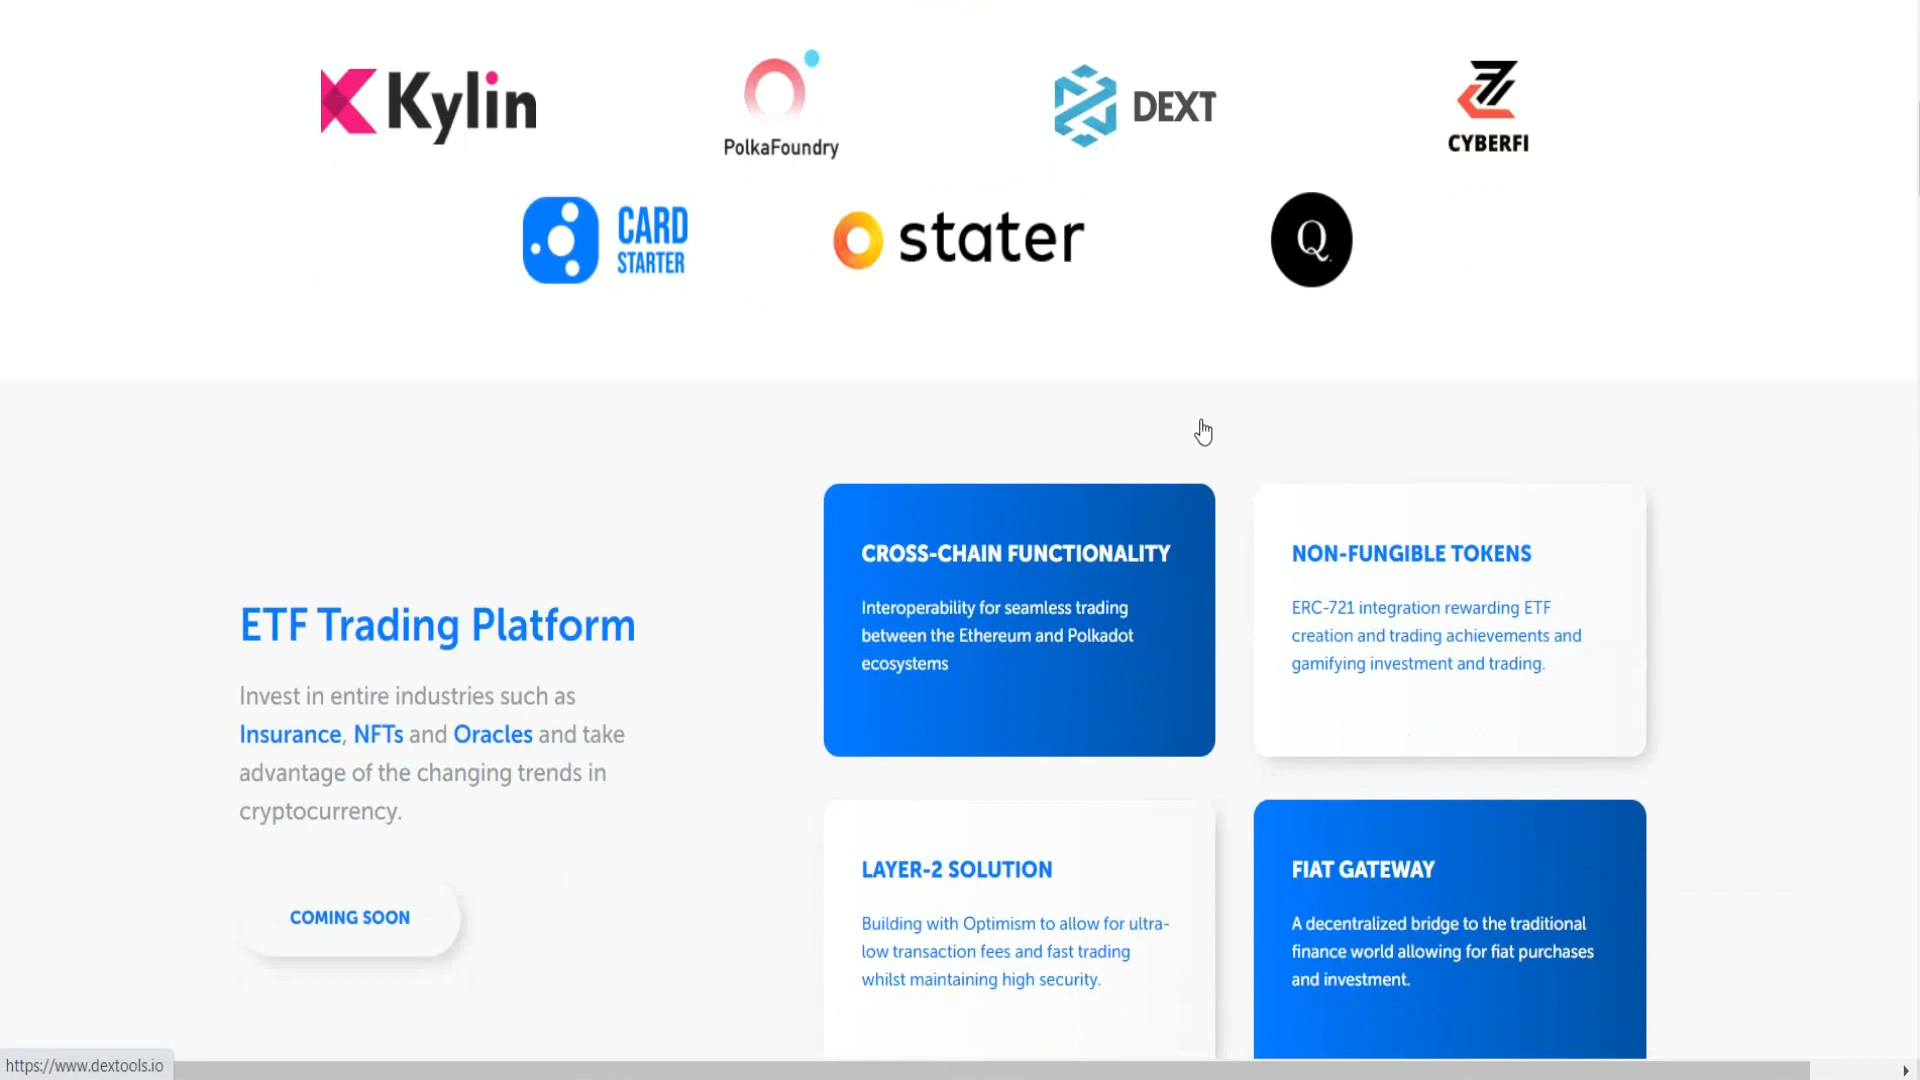 Kylin
PolkaFoundry
DEXT
CYBERFI
CARD
STARTER
stater
Q.
ETF Trading Platform
Invest in entire industries such as
Insurance, NFTs and Oracles and take
advantage of the changing trends in
cryptocurrency.
COMING SOON
CROSS-CHAIN FUNCTIONALITY
Interoperability for seamless trading
between the Ethereum and Polkadot
ecosystems
NON-FUNGIBLE TOKENS
ERC-721 integration rewarding ETF
creation and trading achievements and
gamifying investment and trading.
LAYER-2 SOLUTION
Building with Optimism to allow for ultra-
low transaction fees and fast trading
whilst maintaining high security.
FIAT GATEWAY
A decentralized bridge to the traditional
finance world allowing for fiat purchases
and investment.
https://www.dextools.io